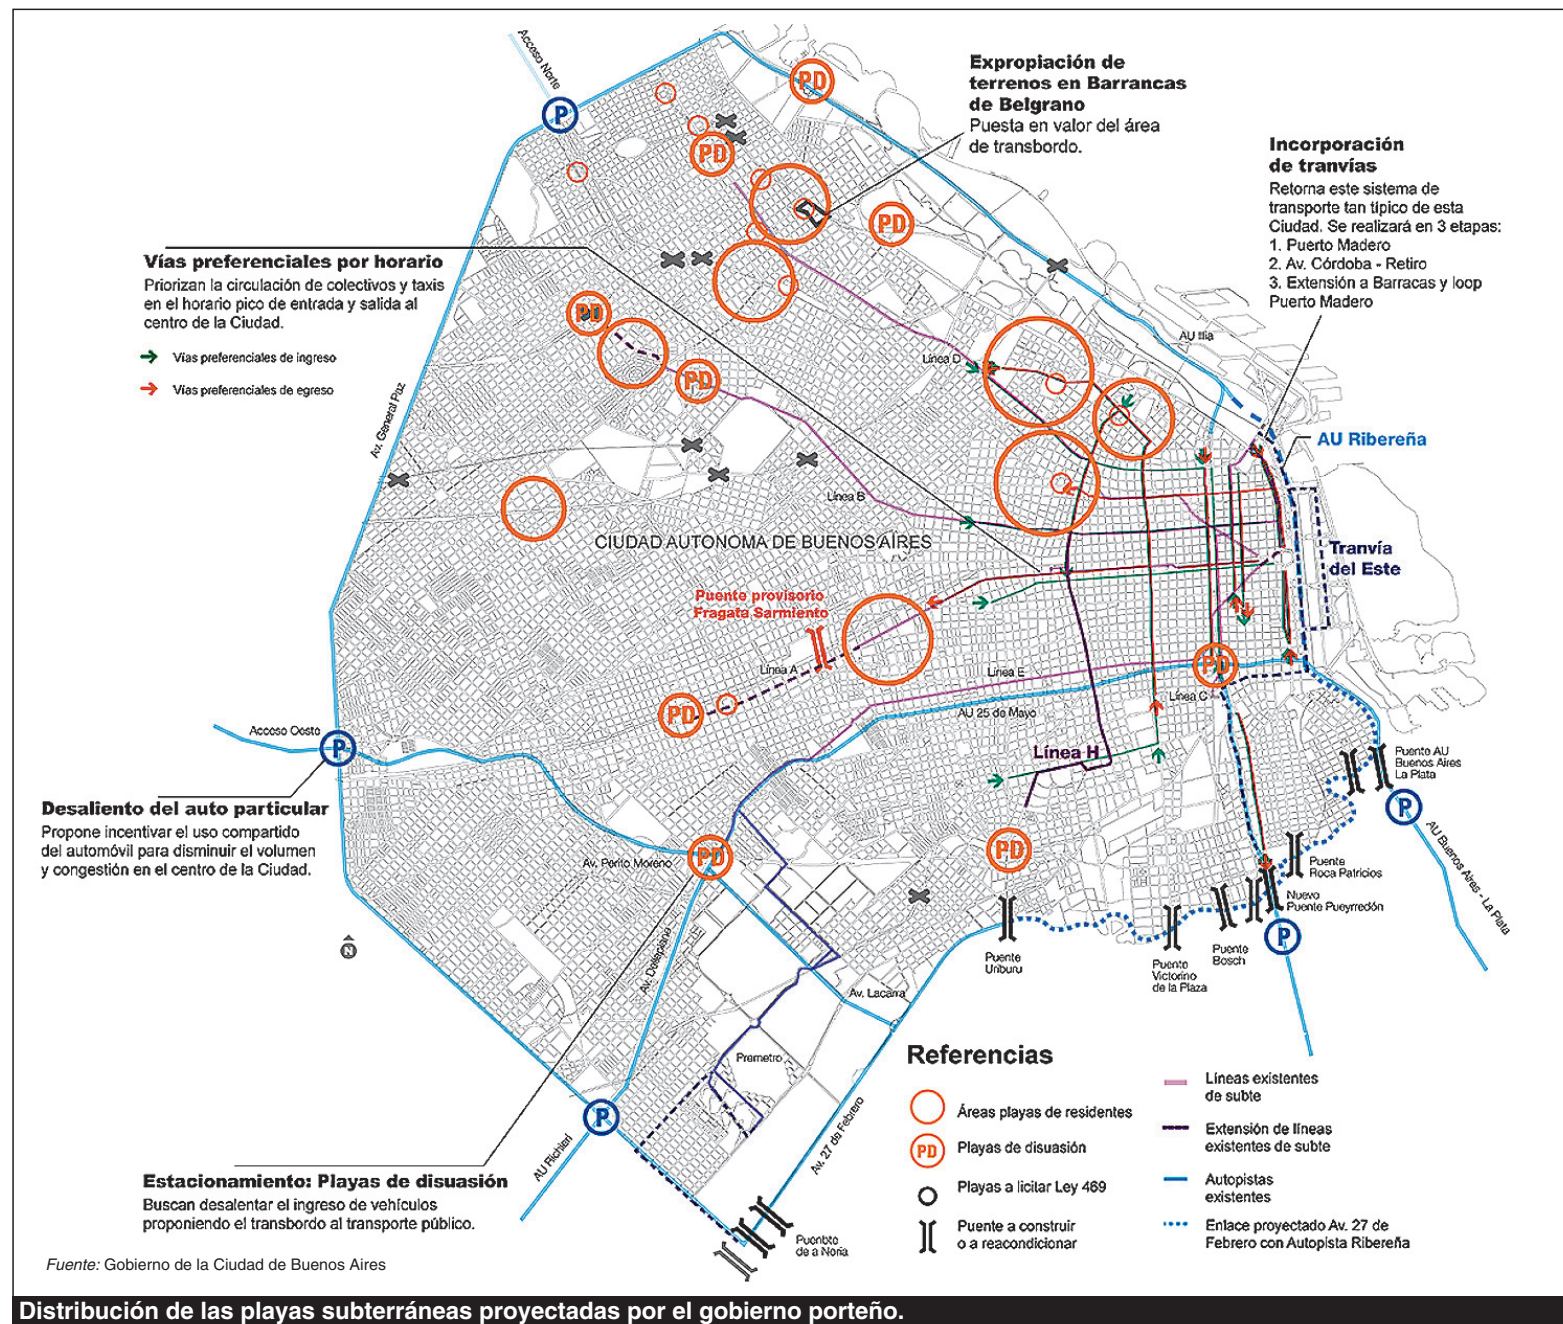 Acceso Norte
P
PD
Expropiación de
terrenos en Barrancas
de Belgrano
Puesta en valor del área
de transbordo.
Incorporación
de tranvías
Retorna este sistema de
transporte tan típico de esta
Ciudad. Se realizará en 3 etapas:
1. Puerto Madero
2. Av. Córdoba - Retiro
3. Extensión a Barracas y loop
Puerto Madero
PD
PD
Vías preferenciales por horario
Priorizan la circulación de colectivos y taxis
en el horario pico de entrada y salida al
centro de la Ciudad.
Vías preferenciales de ingreso
Vías preferenciales de egreso
PD
PD
Av. General Paz
Línea D
AU Illia
AU Ribereña
Línea B
CIUDAD AUTONOMA DE BUENOS AIRES
Tranvía
del Este
Puente provisorio
Fragata Sarmiento
Línea A
Línea E
PD
PD
Línea C
AU 25 de Mayo
Línea H
Acceso Oeste
P
Puente AU
Buenos Aires
La Plata
P
AU Buenos Aires - La Plata
Desaliento del auto particular
Propone incentivar el uso compartido
del automóvil para disminuir el volumen
y congestión en el centro de la Ciudad.
Av. Perito Moreno
PD
PD
Puente
Roca Patricios
Nuevo
Puente Pueyrredón
P
Puente
Bosch
Puente
Victorino
de la Plaza
Puente
Uriburu
N
Av. Dellepiane
Av. Lacarra
Premetro
Av. 27 de Febrero
P
AU Richieri
Puenbte
de a Noria
Estacionamiento: Playas de disuasión
Buscan desalentar el ingreso de vehículos
proponiendo el transbordo al transporte público.
Referencias
Áreas playas de residentes
PD
Playas de disuasión
Playas a licitar Ley 469
Puente a construir
o a reacondicionar
Líneas existentes
de subte
Extensión de líneas
existentes de subte
Autopistas
existentes
Enlace proyectado Av. 27 de
Febrero con Autopista Ribereña
Fuente: Gobierno de la Ciudad de Buenos Aires
Distribución de las playas subterráneas proyectadas por el gobierno porteño.